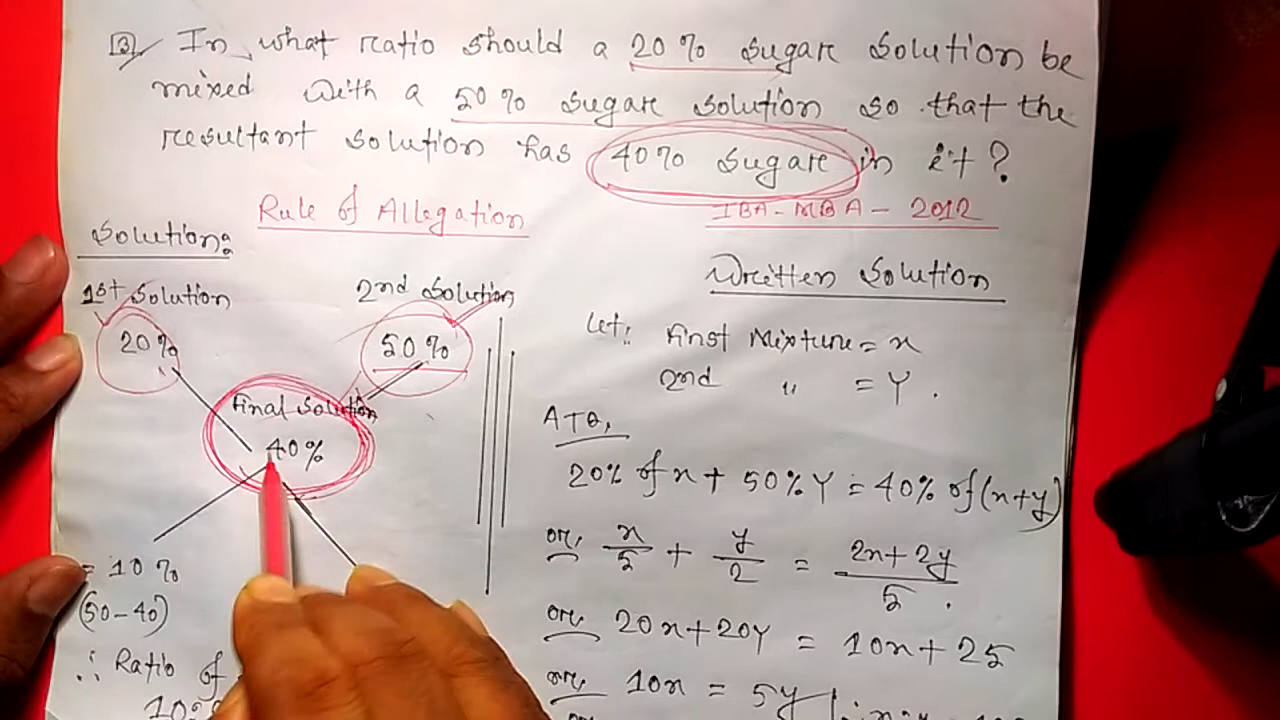 3) In what ratio should a 20% sugar solution be
mixed with a 50% sugar solution so that the
resultant solution has 40% sugar in it ?
Rule of Allegation
IBA-MBA-2012
Solution:
1st Solution
2nd Solution
20%
50%
Final Solution
40%
= 10%
(50-40)
∴ Ratio of
Written Solution
Let: First Mixture = x
2nd " = Y.
ATQ,
20% of x + 50% Y = 40% of (x+y)
or, x/5 + y/2 = 2x+2y/5.
or, 20x+20Y = 10x+25
or, 10x = 5y